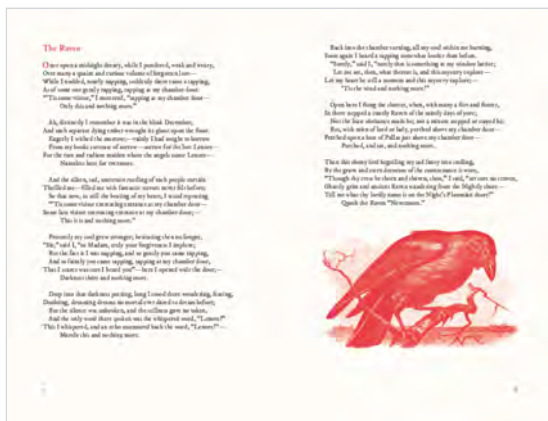 The Raven
Once upon a midnight dreary, while I pondered, weak and weary,
Over many a quaint and curious volume of forgotten lore—
While I nodded, nearly napping, suddenly there came a tapping,
As of some one gently rapping, rapping at my chamber door.
"'Tis some visitor," I muttered, "tapping at my chamber door—
Only this and nothing more."
Ah, distinctly I remember it was in the bleak December,
And each separate dying ember wrought its ghost upon the floor.
Eagerly I wished the morrow;—vainly I had sought to borrow
From my books surcease of sorrow—sorrow for the lost Lenore—
For the rare and radiant maiden whom the angels name Lenore—
Nameless here for evermore.
And the silken, sad, uncertain rustling of each purple curtain
Thrilled me—filled me with fantastic terrors never felt before;
So that now, to still the beating of my heart, I stood repeating
"'Tis some visitor entreating entrance at my chamber door—
Some late visitor entreating entrance at my chamber door;—
This it is and nothing more."
Presently my soul grew stronger; hesitating then no longer,
"Sir," said I, "or Madam, truly your forgiveness I implore;
But the fact is I was napping, and so gently you came rapping,
And so faintly you came tapping, tapping at my chamber door,
That I scarce was sure I heard you"—here I opened wide the door;—
Darkness there and nothing more.
Deep into that darkness peering, long I stood there wondering, fearing,
Doubting, dreaming dreams no mortal ever dared to dream before;
But the silence was unbroken, and the stillness gave no token,
And the only word there spoken was the whispered word, "Lenore?"
This I whispered, and an echo murmured back the word, "Lenore!"—
Merely this and nothing more.
Back into the chamber turning, all my soul within me burning,
Soon again I heard a tapping somewhat louder than before.
"Surely," said I, "surely that is something at my window lattice;
Let me see, then, what thereat is, and this mystery explore—
Let my heart be still a moment and this mystery explore;—
'Tis the wind and nothing more!"
Open here I flung the shutter, when, with many a flirt and flutter,
In there stepped a stately Raven of the saintly days of yore;
Not the least obeisance made he; not a minute stopped or stayed he;
But, with mien of lord or lady, perched above my chamber door—
Perched upon a bust of Pallas just above my chamber door—
Perched, and sat, and nothing more.
Then this ebony bird beguiling my sad fancy into smiling,
By the grave and stern decorum of the countenance it wore,
"Though thy crest be shorn and shaven, thou," I said, "art sure no craven,
Ghastly grim and ancient Raven wandering from the Nightly shore—
Tell me what thy lordly name is on the Night's Plutonian shore!"
Quoth the Raven "Nevermore."